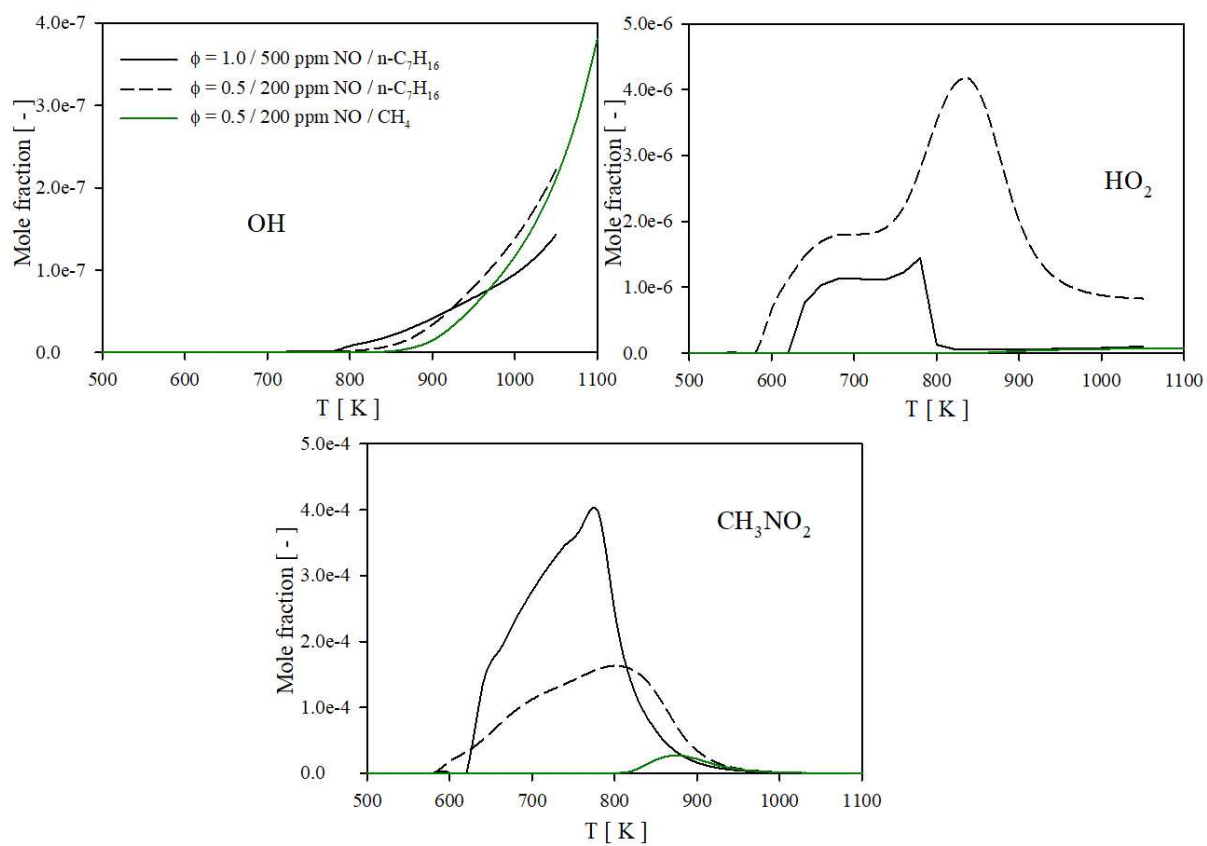 4.0e-7
3.0e-7
2.0e-7
1.0e-7
0.0
Mole fraction [ - ]
ϕ = 1.0 / 500 ppm NO / n-C₇H₁₆
ϕ = 0.5 / 200 ppm NO / n-C₇H₁₆
ϕ = 0.5 / 200 ppm NO / CH₄
OH
500 600 700 800 900 1000 1100
T [ K ]
5.0e-6
4.0e-6
3.0e-6
2.0e-6
1.0e-6
0.0
Mole fraction [ - ]
HO₂
500 600 700 800 900 1000 1100
T [ K ]
5.0e-4
4.0e-4
3.0e-4
2.0e-4
1.0e-4
0.0
Mole fraction [ - ]
CH₃NO₂
500 600 700 800 900 1000 1100
T [ K ]